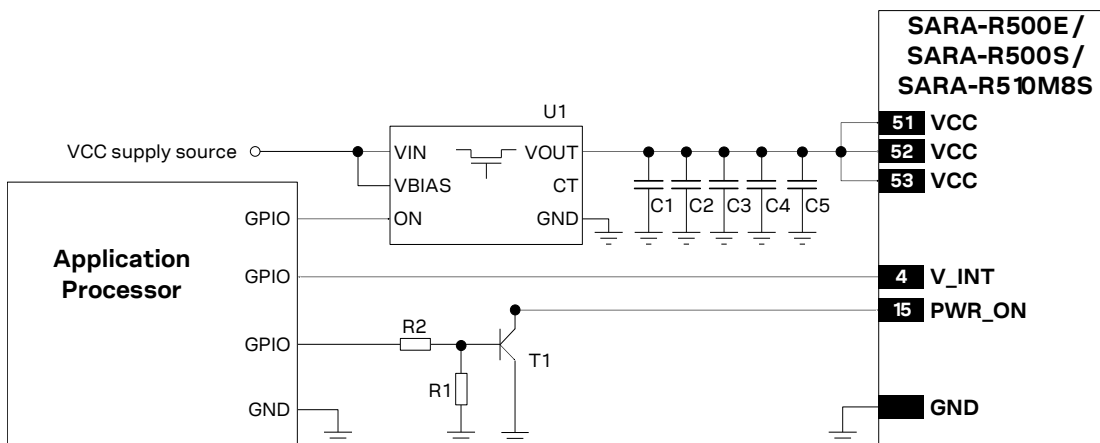 SARA-R500E /
SARA-R500S /
SARA-R510M8S
U1
51 VCC
VCC supply source
VIN
VOUT
52 VCC
VBIAS
CT
53 VCC
C1
C2
C3
C4
C5
GPIO
ON
GND
Application
Processor
GPIO
4 V_INT
15 PWR_ON
R2
GPIO
T1
R1
GND
GND